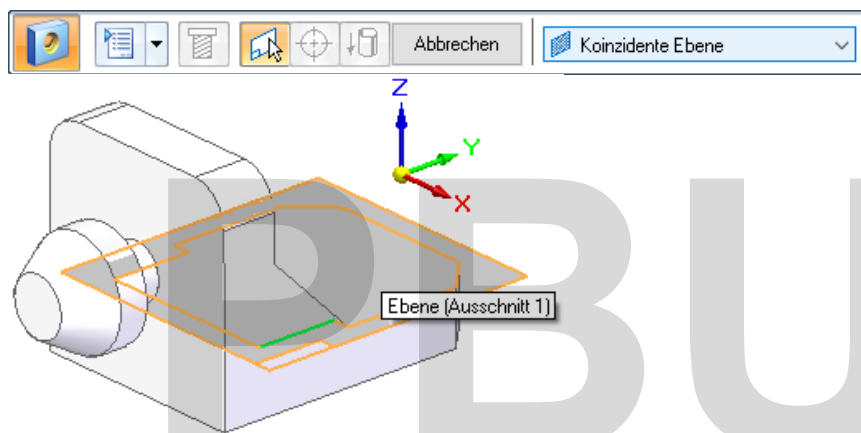 Abbrechen
Koinzidente Ebene
Z
Y
X
Ebene (Ausschnitt 1)
PBU